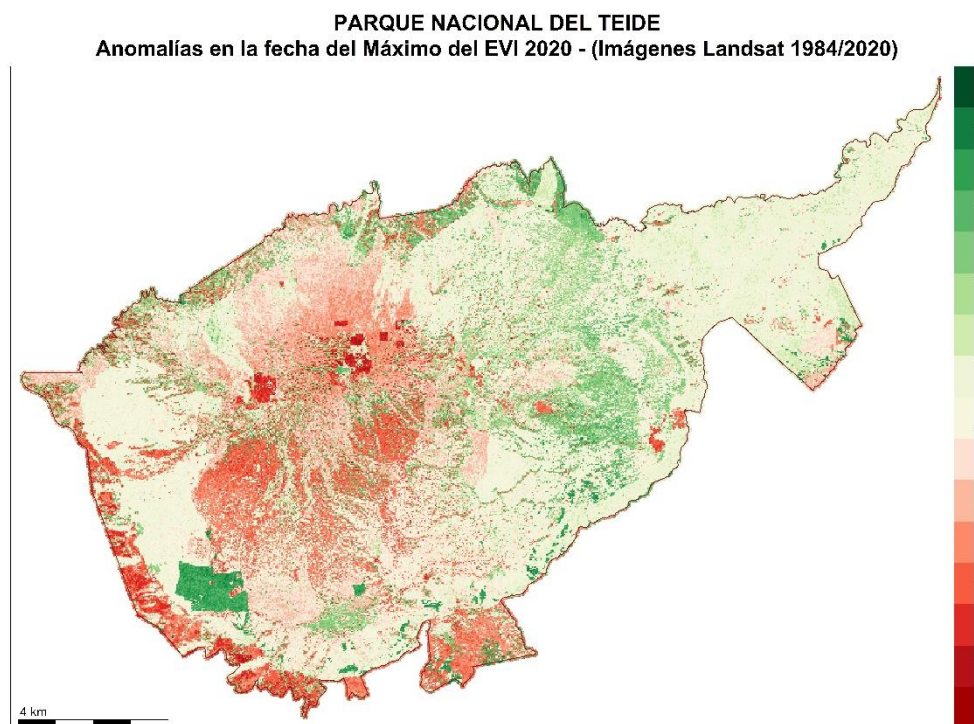 PARQUE NACIONAL DEL TEIDE
Anomalías en la fecha del Máximo del EVI 2020 - (Imágenes Landsat 1984/2020)
4 km